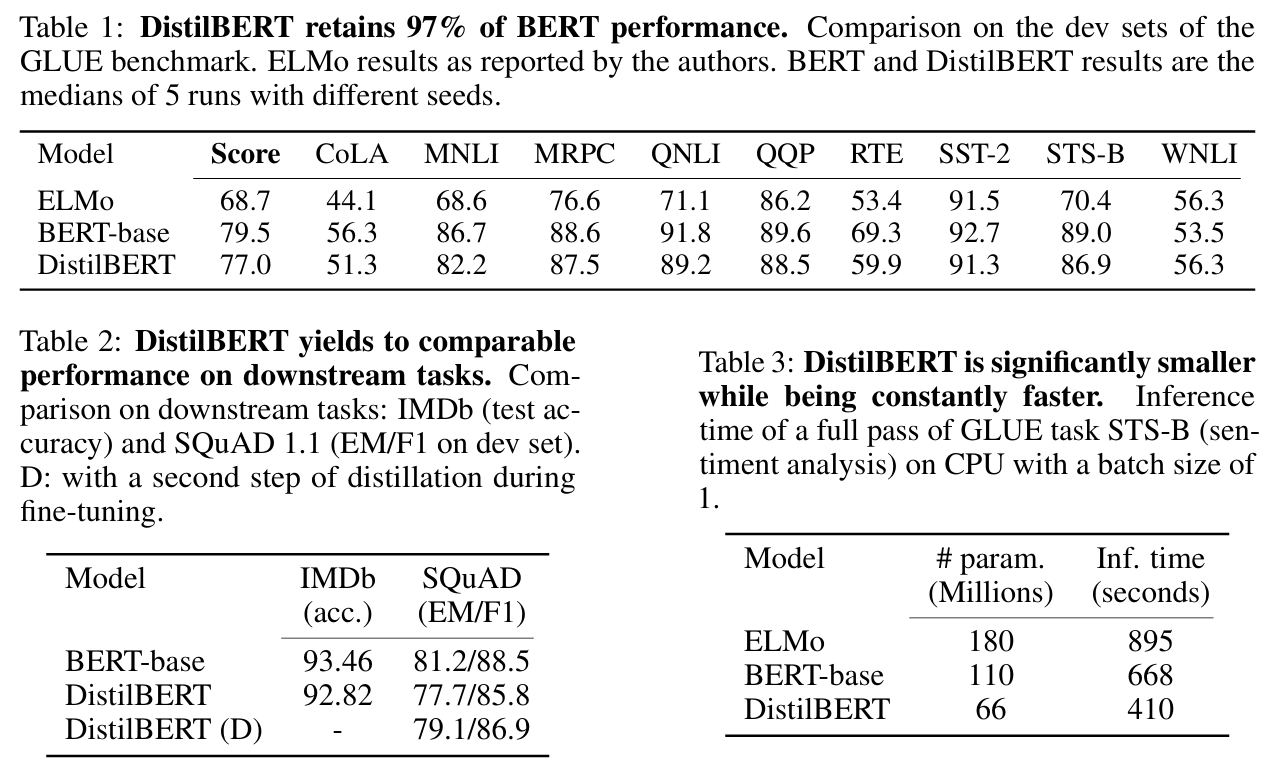 Table 1: DistilBERT retains 97% of BERT performance. Comparison on the dev sets of the
GLUE benchmark. ELMo results as reported by the authors. BERT and DistilBERT results are the
medians of 5 runs with different seeds.
Model Score CoLA MNLI MRPC QNLI QQP RTE SST-2 STS-B WNLI
ELMo 68.7 44.1 68.6 76.6 71.1 86.2 53.4 91.5 70.4 56.3
BERT-base 79.5 56.3 86.7 88.6 91.8 89.6 69.3 92.7 89.0 53.5
DistilBERT 77.0 51.3 82.2 87.5 89.2 88.5 59.9 91.3 86.9 56.3
Table 2: DistilBERT yields to comparable
performance on downstream tasks. Com-
parison on downstream tasks: IMDb (test ac-
curacy) and SQuAD 1.1 (EM/F1 on dev set).
D: with a second step of distillation during
fine-tuning.
Model IMDb SQuAD
(acc.) (EM/F1)
BERT-base 93.46 81.2/88.5
DistilBERT 92.82 77.7/85.8
DistilBERT (D) - 79.1/86.9
Table 3: DistilBERT is significantly smaller
while being constantly faster. Inference
time of a full pass of GLUE task STS-B (sen-
timent analysis) on CPU with a batch size of
1.
Model # param. Inf. time
(Millions) (seconds)
ELMo 180 895
BERT-base 110 668
DistilBERT 66 410